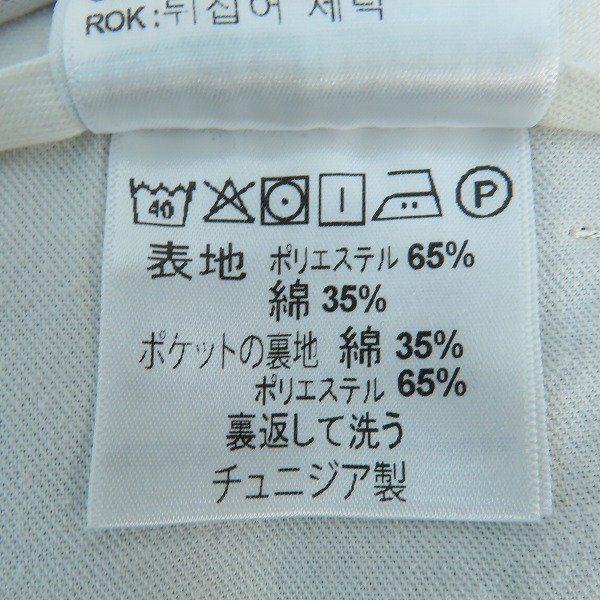 ROK: 뒤집어 세탁
40 P
表地 ポリエステル 65%
綿 35%
ポケットの裏地 綿 35%
ポリエステル 65%
裏返して洗う
チュニジア製